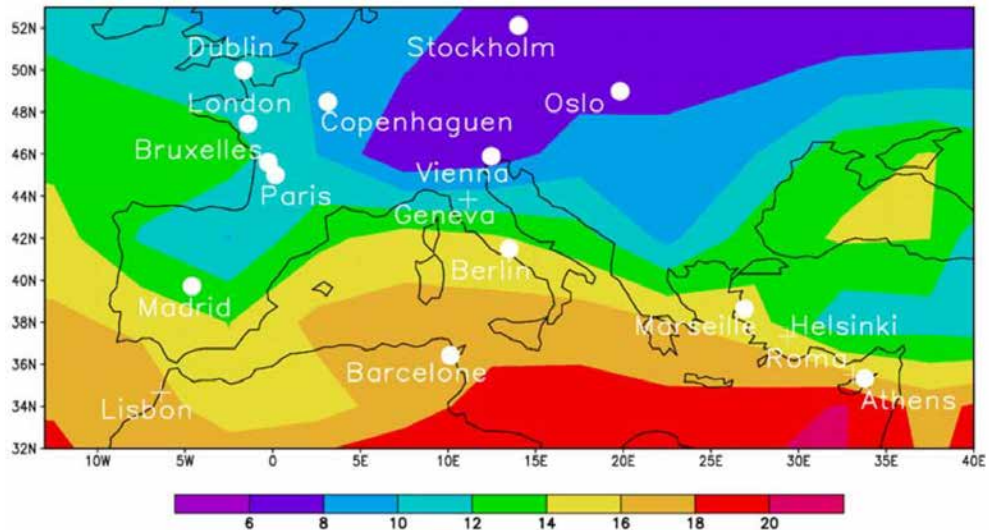 52N
Dublin
Stockholm
50N
London
Oslo
48N
Copenhaguen
Bruxelles
46N
Paris
Vienna
44N
Geneva
42N
Berlin
40N
Madrid
38N
Marseille
Helsinki
Roma
36N
Barcelone
Athens
34N
Lisbon
32N
10W 5W 0 5E 10E 15E 20E 25E 30E 35E 40E
6 8 10 12 14 16 18 20